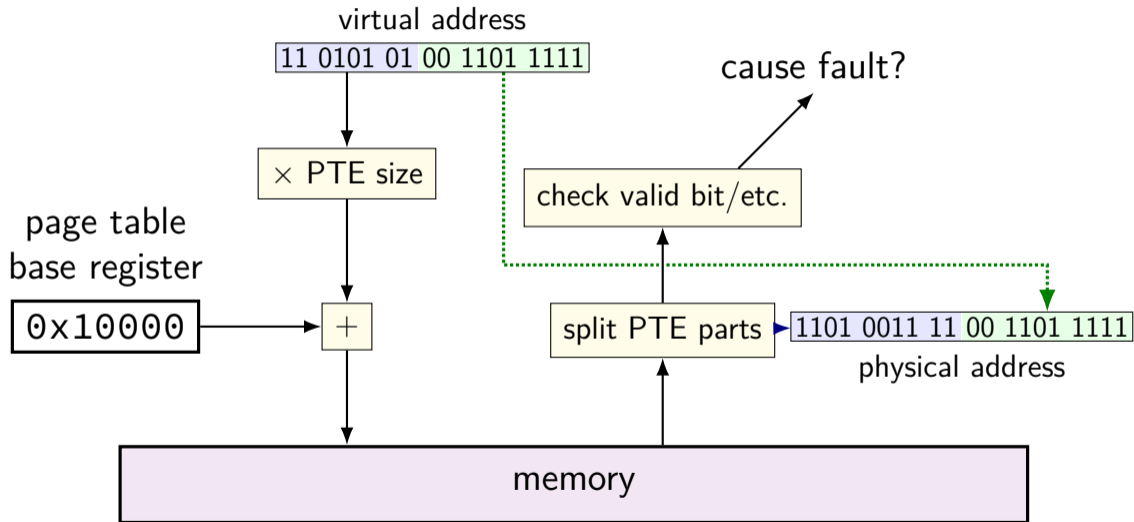 virtual address
11 0101 01 00 1101 1111
cause fault?
× PTE size
check valid bit/etc.
page table
base register
0x10000
+
split PTE parts
1101 0011 11 00 1101 1111
physical address
memory